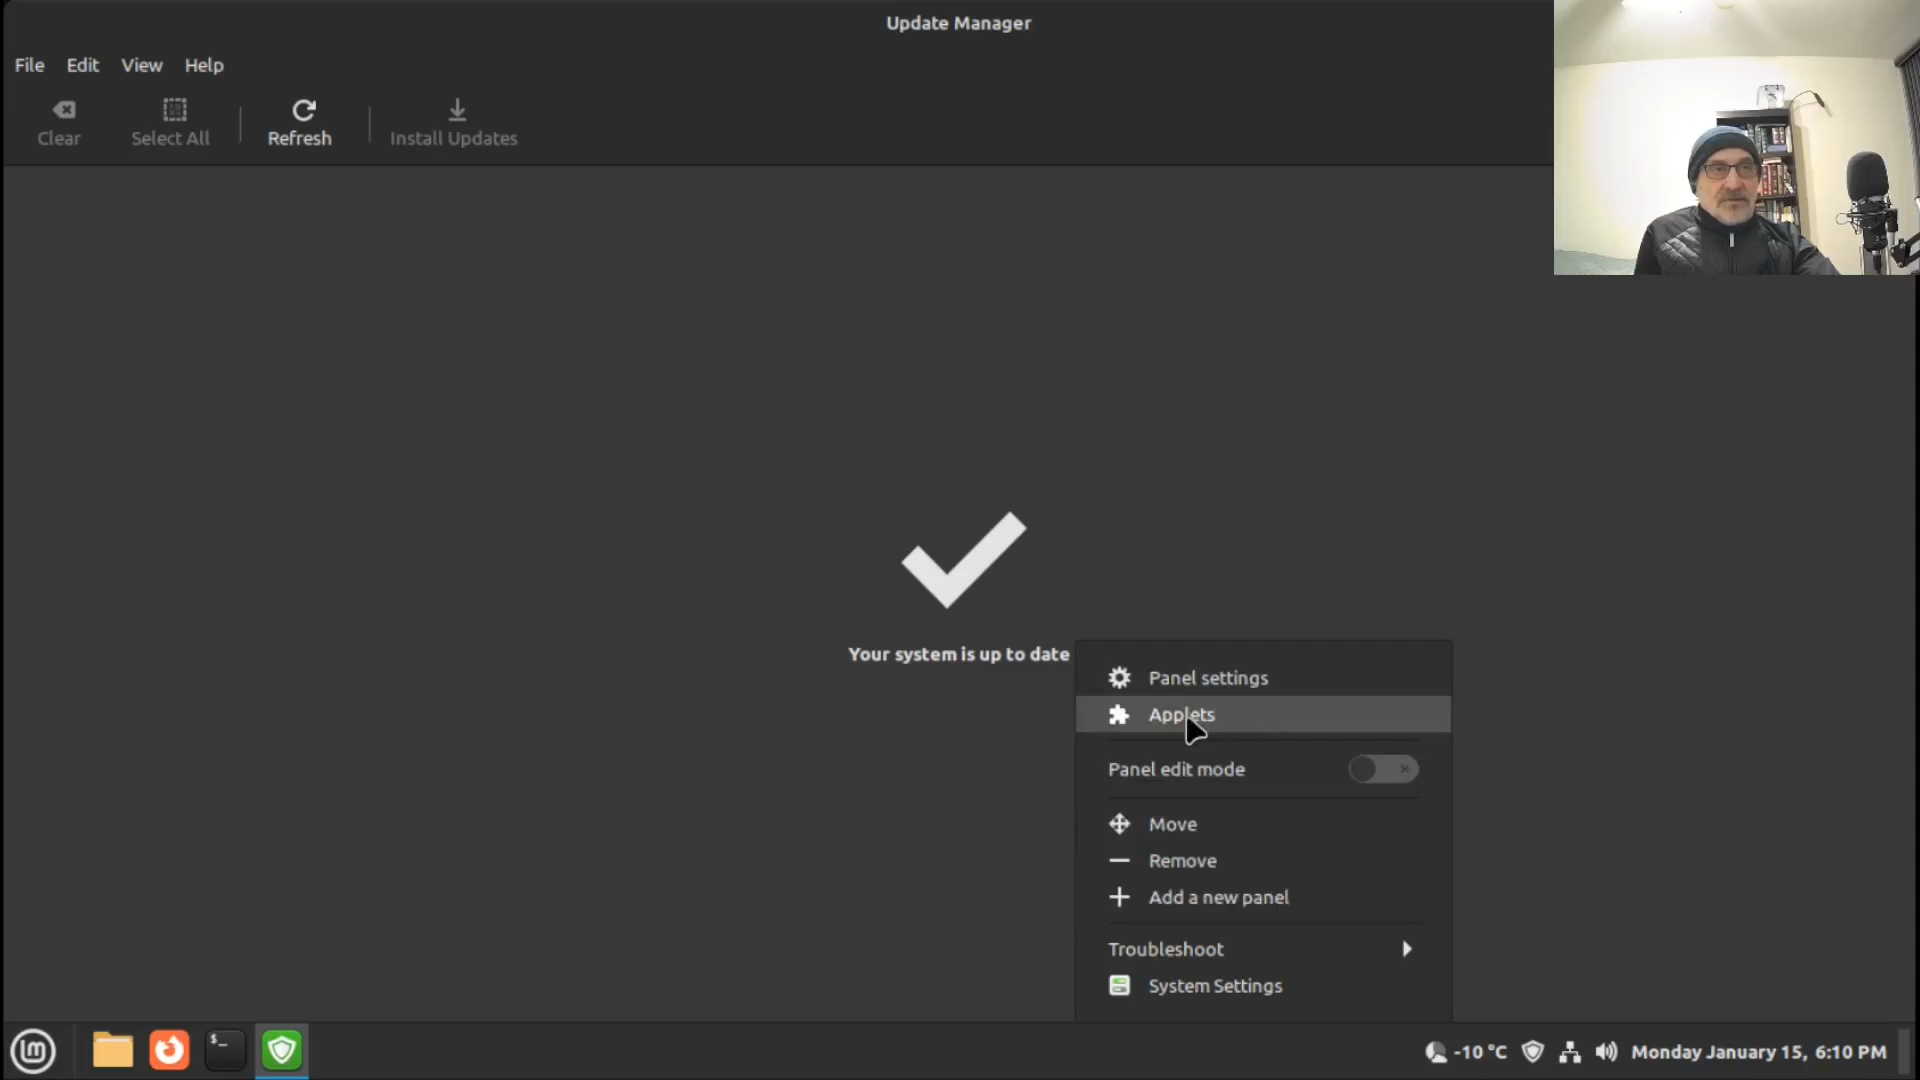 Update Manager
File Edit View Help
Clear Select All Refresh Install Updates
Your system is up to date
Panel settings
Applets
Panel edit mode
Move
Remove
Add a new panel
Troubleshoot
System Settings
$_
-10 °C Monday January 15, 6:10 PM